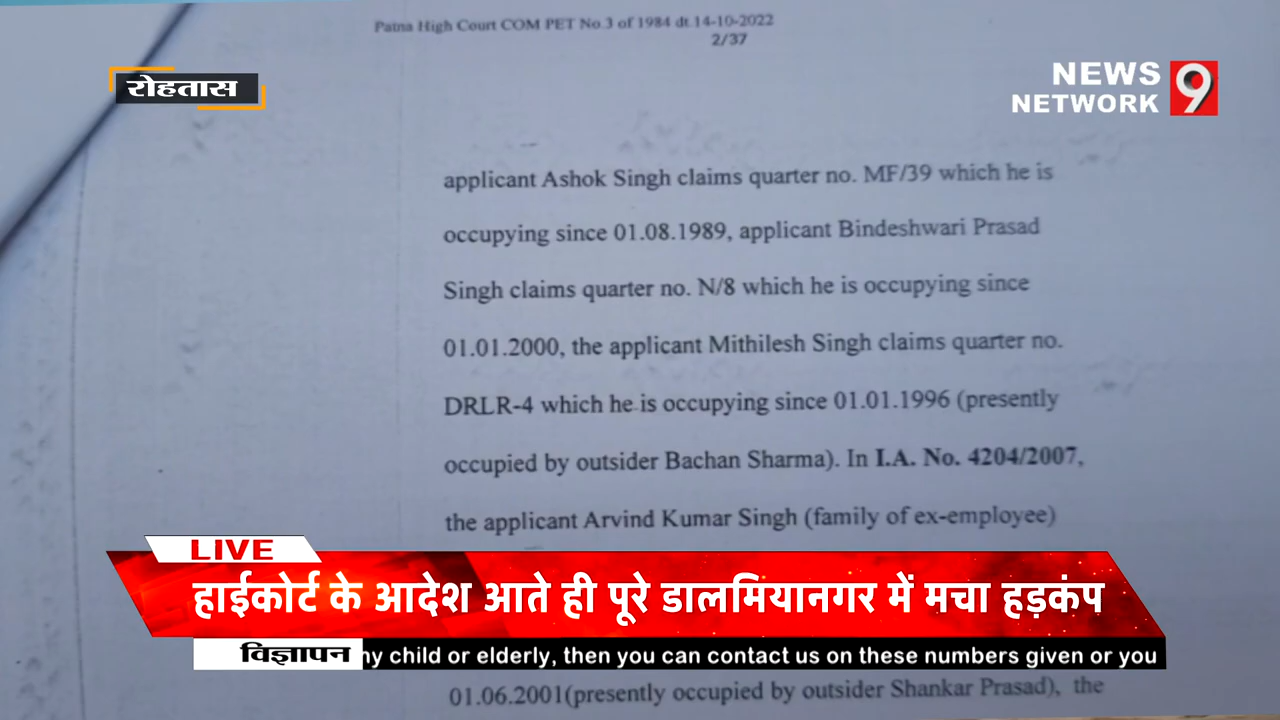 Patna High Court COM PET No.3 of 1984 dt.14-10-2022
2/37
रोहतास
NEWS
NETWORK 9
applicant Ashok Singh claims quarter no. MF/39 which he is
occupying since 01.08.1989, applicant Bindeshwari Prasad
Singh claims quarter no. N/8 which he is occupying since
01.01.2000, the applicant Mithilesh Singh claims quarter no.
DRLR-4 which he is occupying since 01.01.1996 (presently
occupied by outsider Bachan Sharma). In I.A. No. 4204/2007,
the applicant Arvind Kumar Singh (family of ex-employee)
LIVE
हाईकोर्ट के आदेश आते ही पूरे डालमियानगर में मचा हड़कंप
विज्ञापन
ny child or elderly, then you can contact us on these numbers given or you
01.06.2001(presently occupied by outsider Shankar Prasad), the